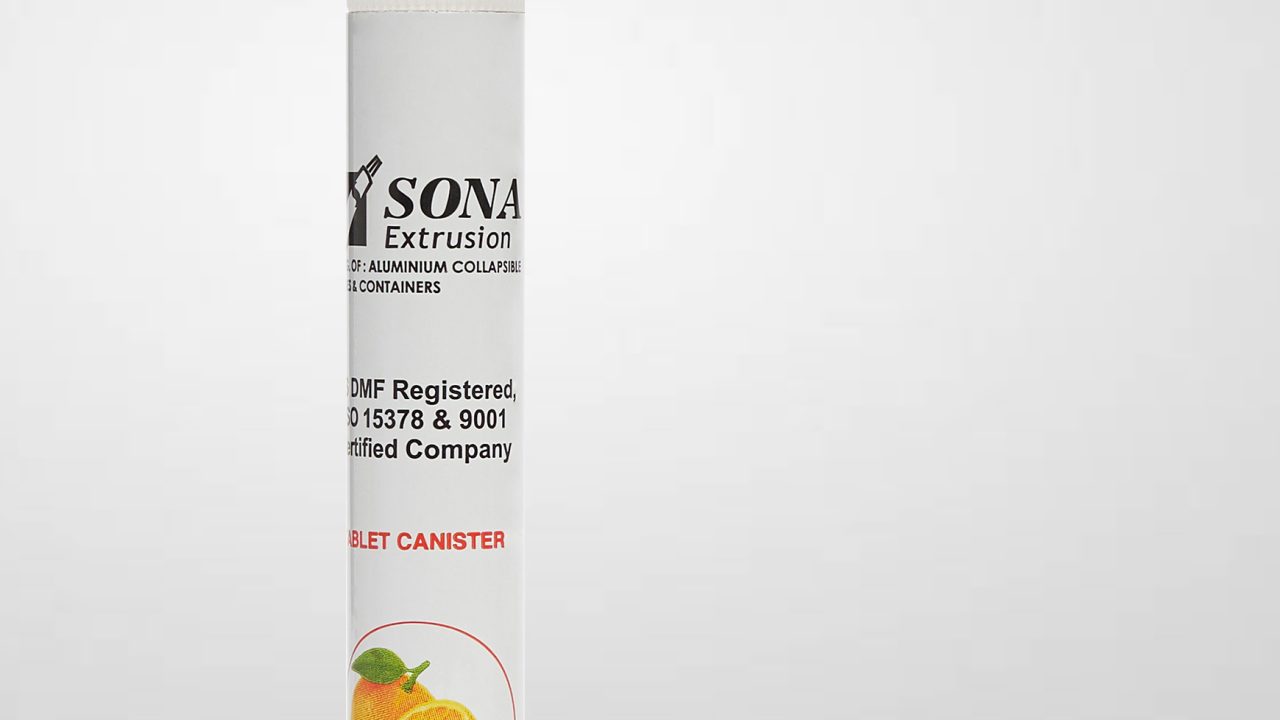 SONA
Extrusion
OF : ALUMINIUM COLLAPSIBLE
& CONTAINERS
DMF Registered,
15378 & 9001
Company
CANISTER